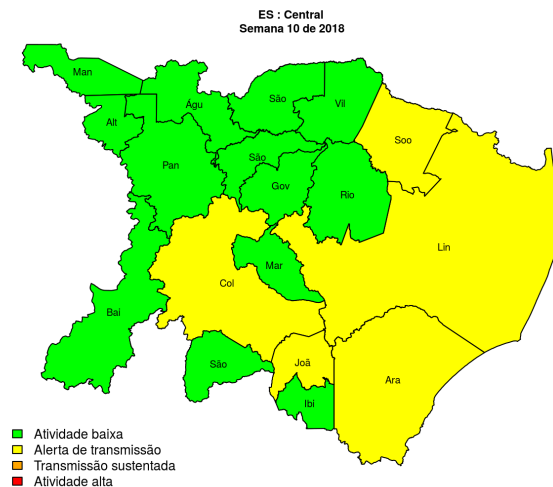 ES : Central
Semana 10 de 2018
Man
Águ
São
Vil
Alt
Soo
Pan
São
Gov
Rio
Lin
Mar
Col
Bai
São
Joã
Ara
Ibi
Atividade baixa
Alerta de transmissão
Transmissão sustentada
Atividade alta